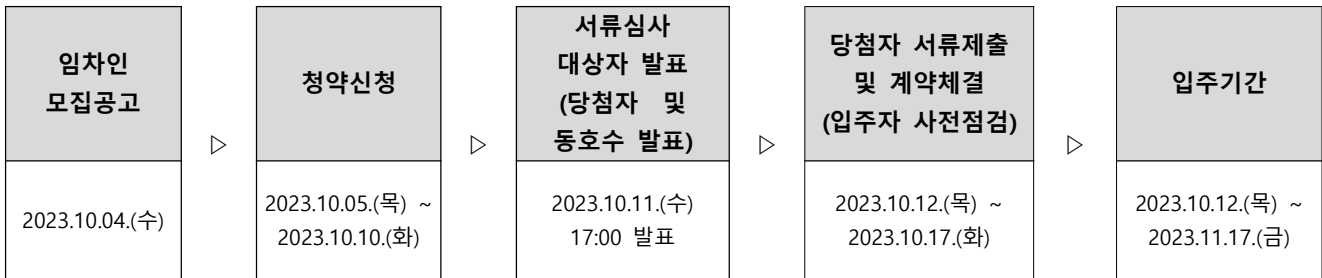 임차인
모집공고
2023.10.04.(수)
▷
청약신청
2023.10.05.(목) ~
2023.10.10.(화)
▷
서류심사
대상자 발표
(당첨자 및
동호수 발표)
2023.10.11.(수)
17:00 발표
▷
당첨자 서류제출
및 계약체결
(입주자 사전점검)
2023.10.12.(목) ~
2023.10.17.(화)
▷
입주기간
2023.10.12.(목) ~
2023.11.17.(금)